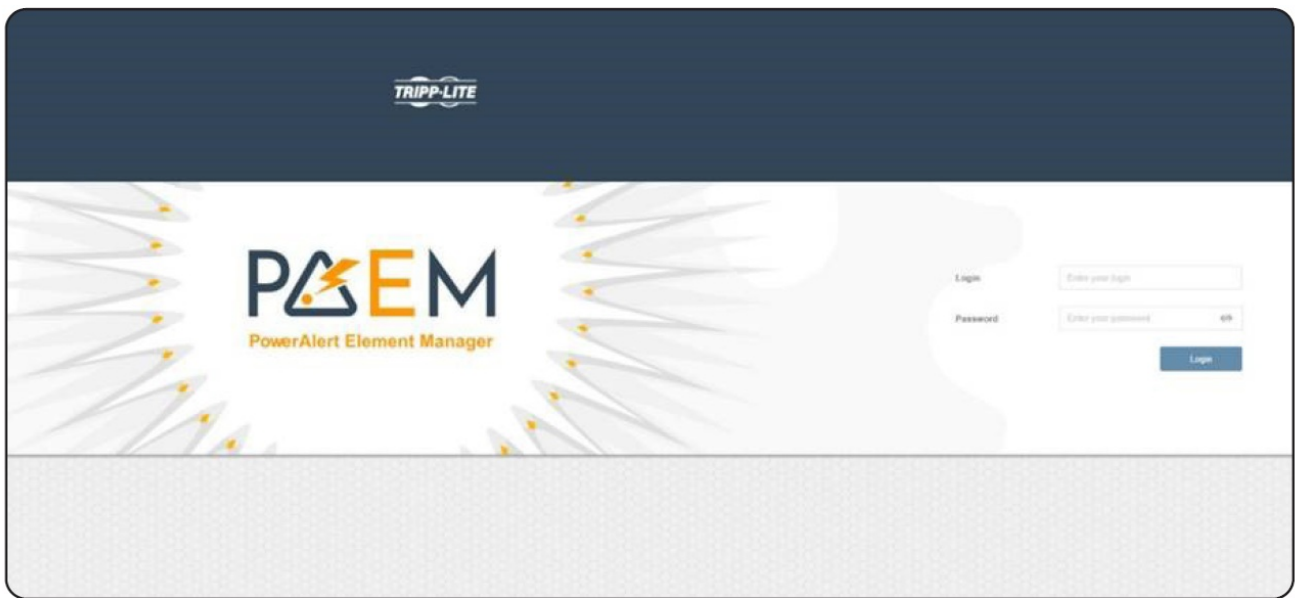 TRIPP·LITE
PAEM
PowerAlert Element Manager
Login
Enter your login
Password
Enter your password
Login